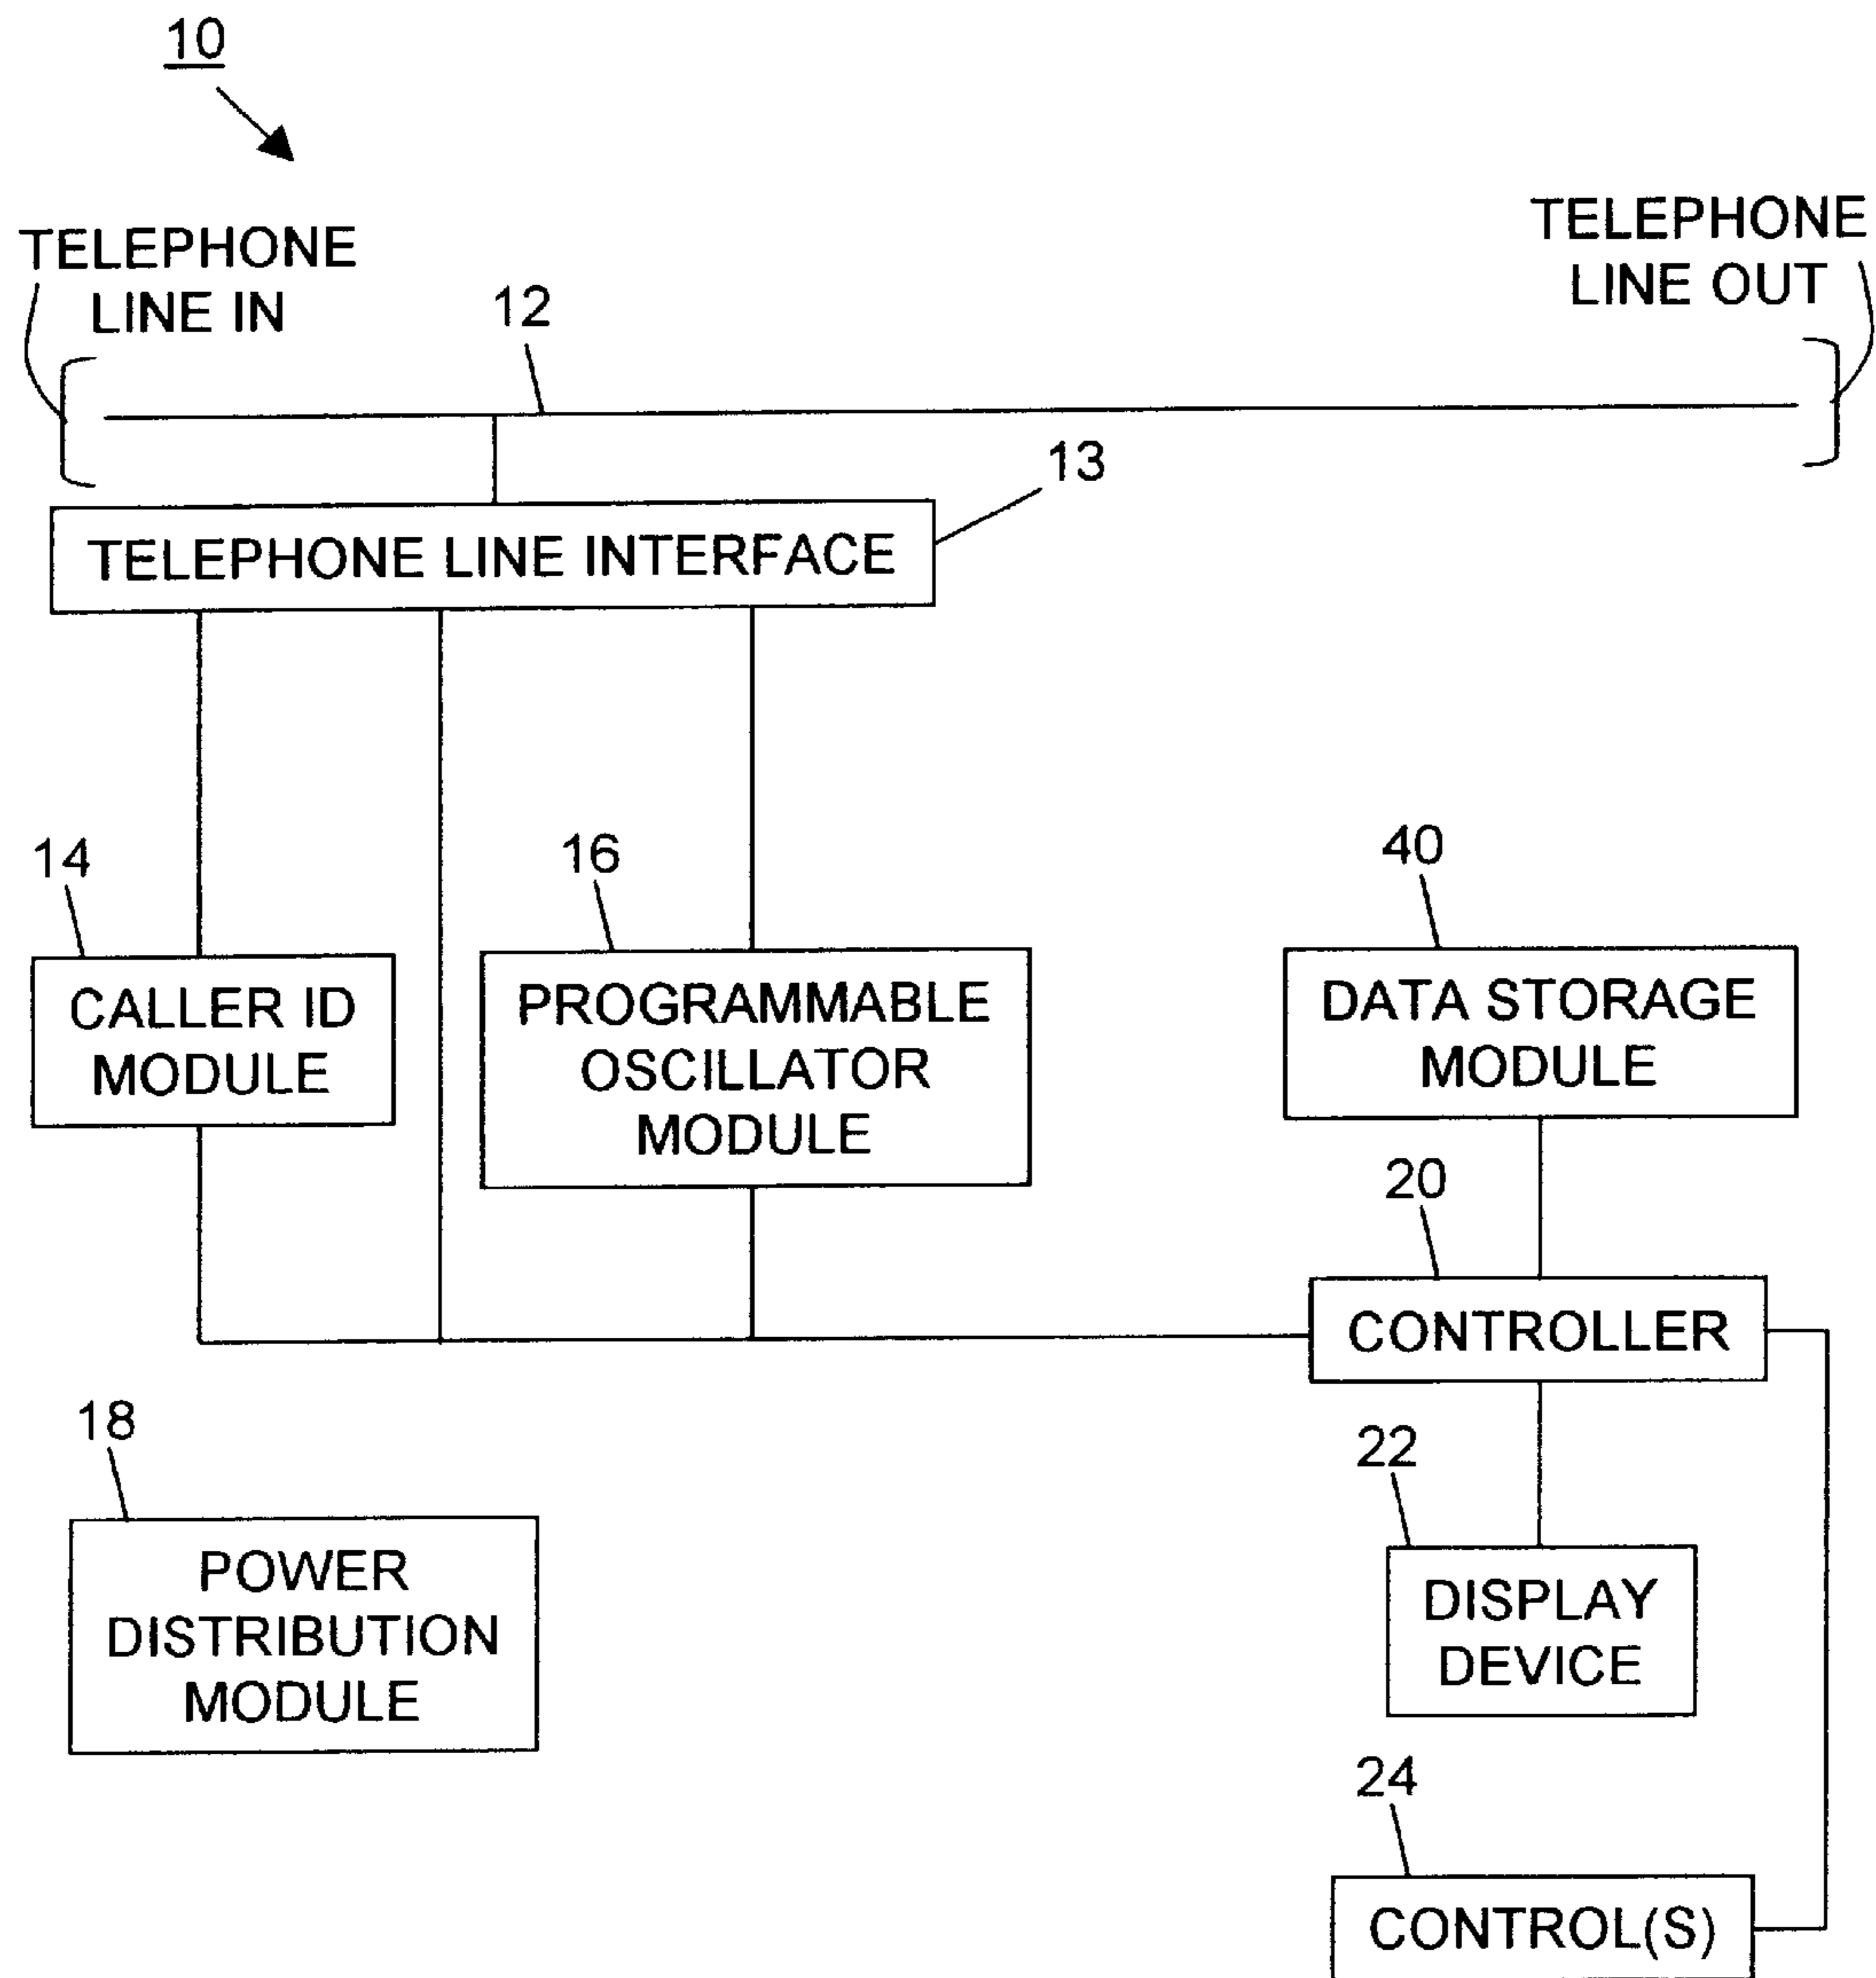 10
TELEPHONE
LINE IN
TELEPHONE
LINE OUT
12
13
TELEPHONE LINE INTERFACE
14
16
40
CALLER ID
MODULE
PROGRAMMABLE
OSCILLATOR
MODULE
DATA STORAGE
MODULE
20
CONTROLLER
18
22
POWER
DISTRIBUTION
MODULE
DISPLAY
DEVICE
24
CONTROL(S)